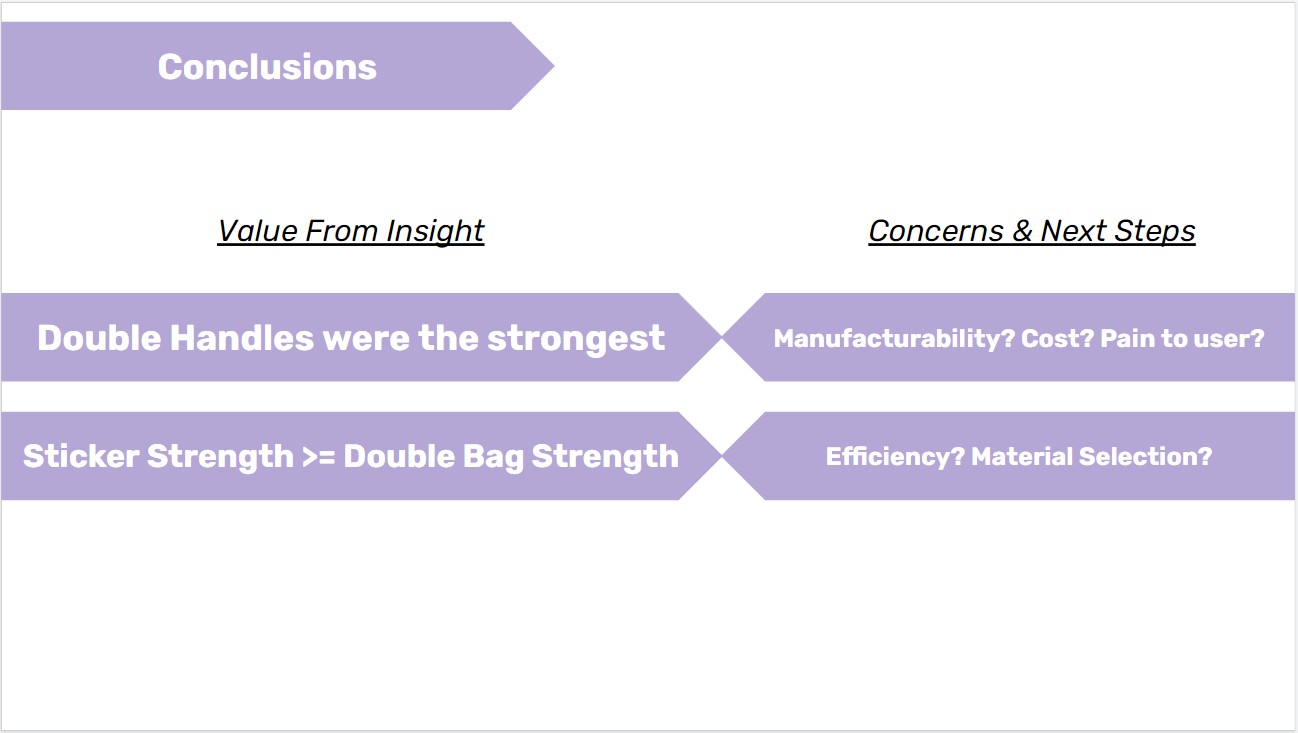 Conclusions
Value From Insight
Concerns & Next Steps
Double Handles were the strongest
Manufacturability? Cost? Pain to user?
Sticker Strength >= Double Bag Strength
Efficiency? Material Selection?